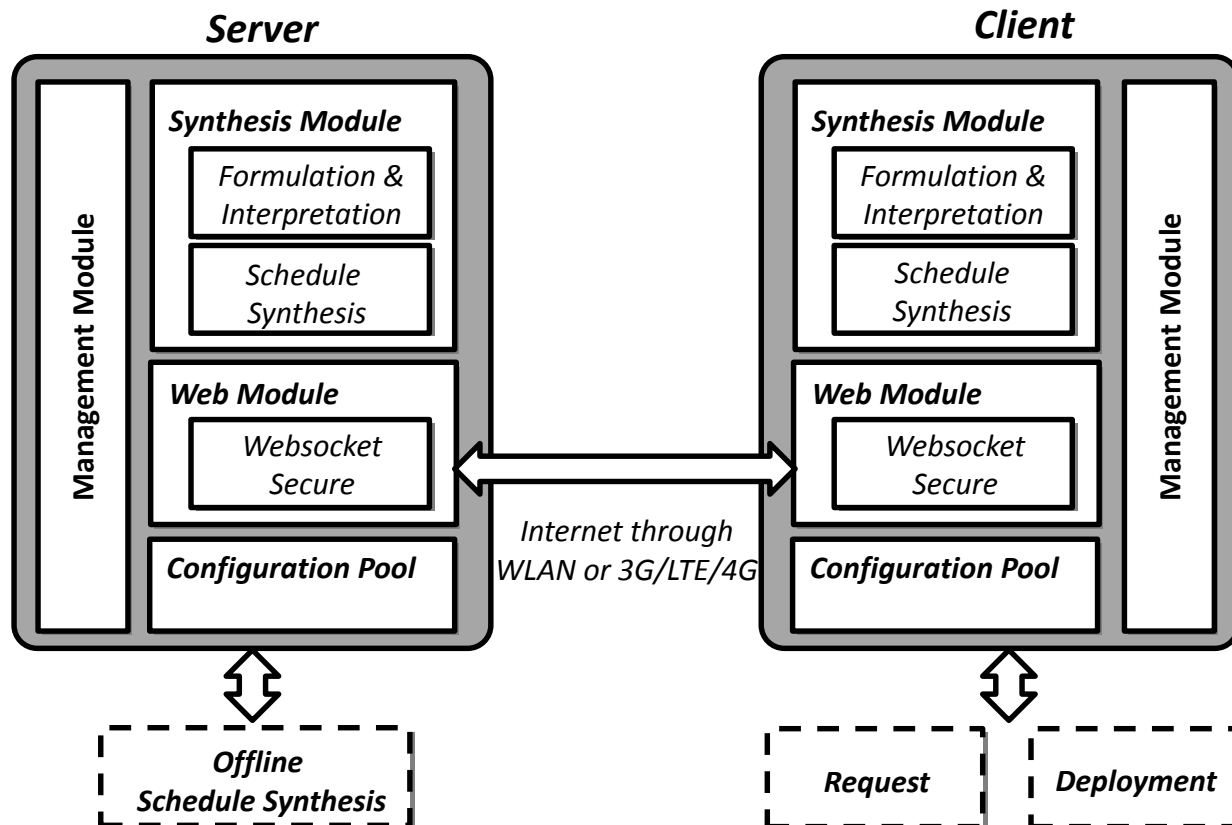 Server
Management Module
Synthesis Module
Formulation &
Interpretation
Schedule
Synthesis
Web Module
Websocket
Secure
Configuration Pool
Offline
Schedule Synthesis
Internet through
WLAN or 3G/LTE/4G
Client
Synthesis Module
Formulation &
Interpretation
Schedule
Synthesis
Web Module
Websocket
Secure
Configuration Pool
Management Module
Request
Deployment